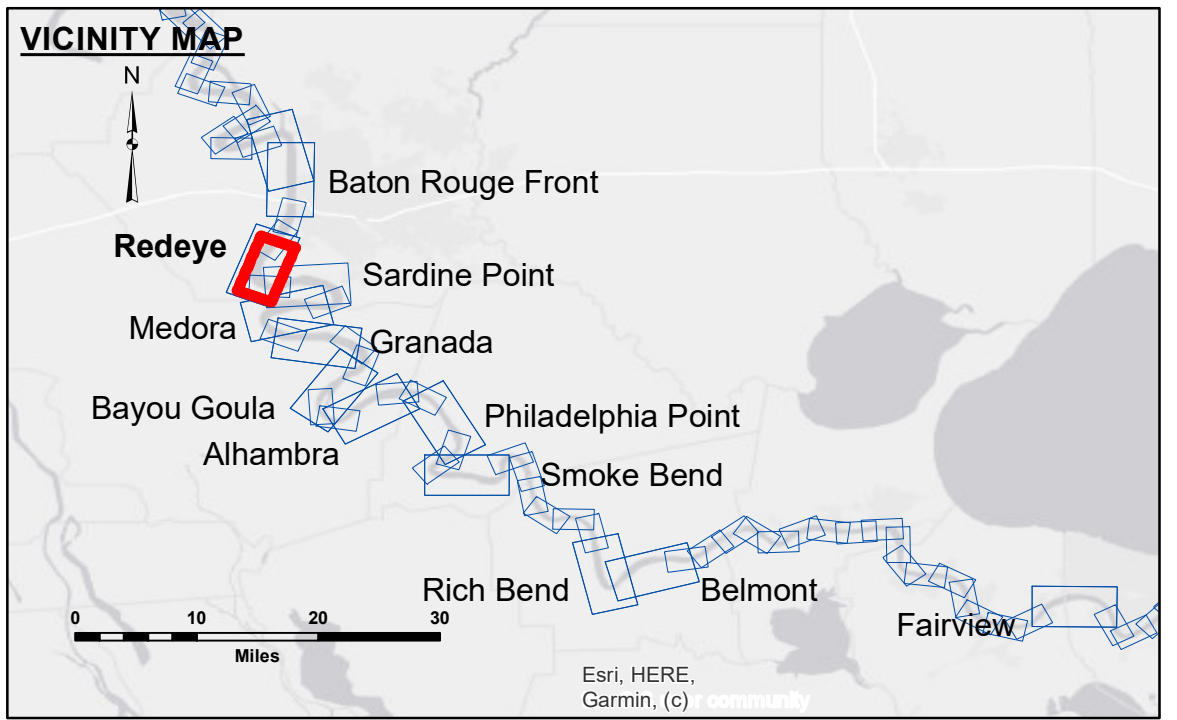 VICINITY MAP
N
Baton Rouge Front
Redeye
Sardine Point
Medora
Granada
Bayou Goula
Philadelphia Point
Alhambra
Smoke Bend
Rich Bend
Belmont
Fairview
0 10 20 30
Miles
Esri, HERE,
Garmin, (c)
community